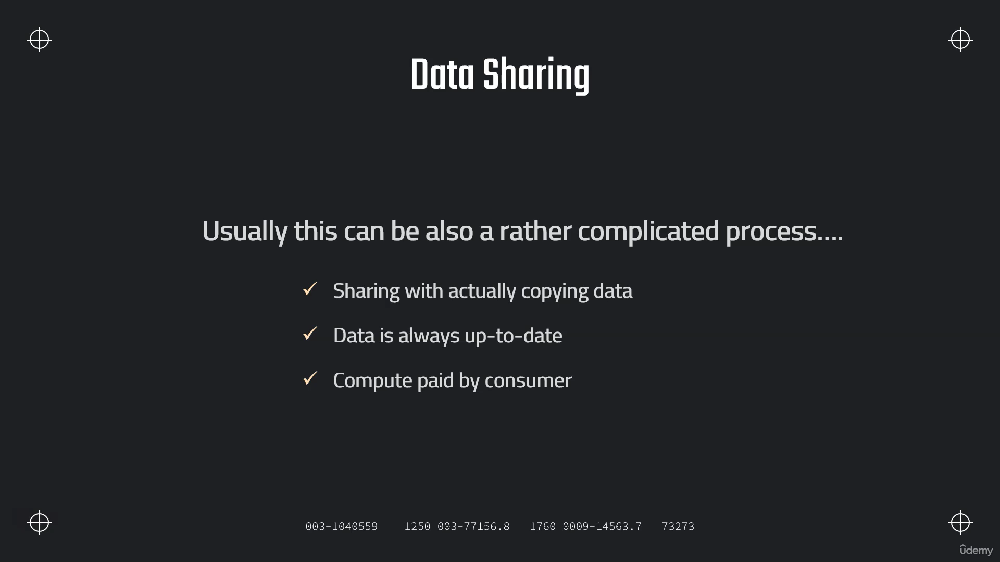 Data Sharing
Usually this can be also a rather complicated process....
✓ Sharing with actually copying data
✓ Data is always up-to-date
✓ Compute paid by consumer
003-1040559 1250 003-77156.8 1760 0009-14563.7 73273
ûdemy